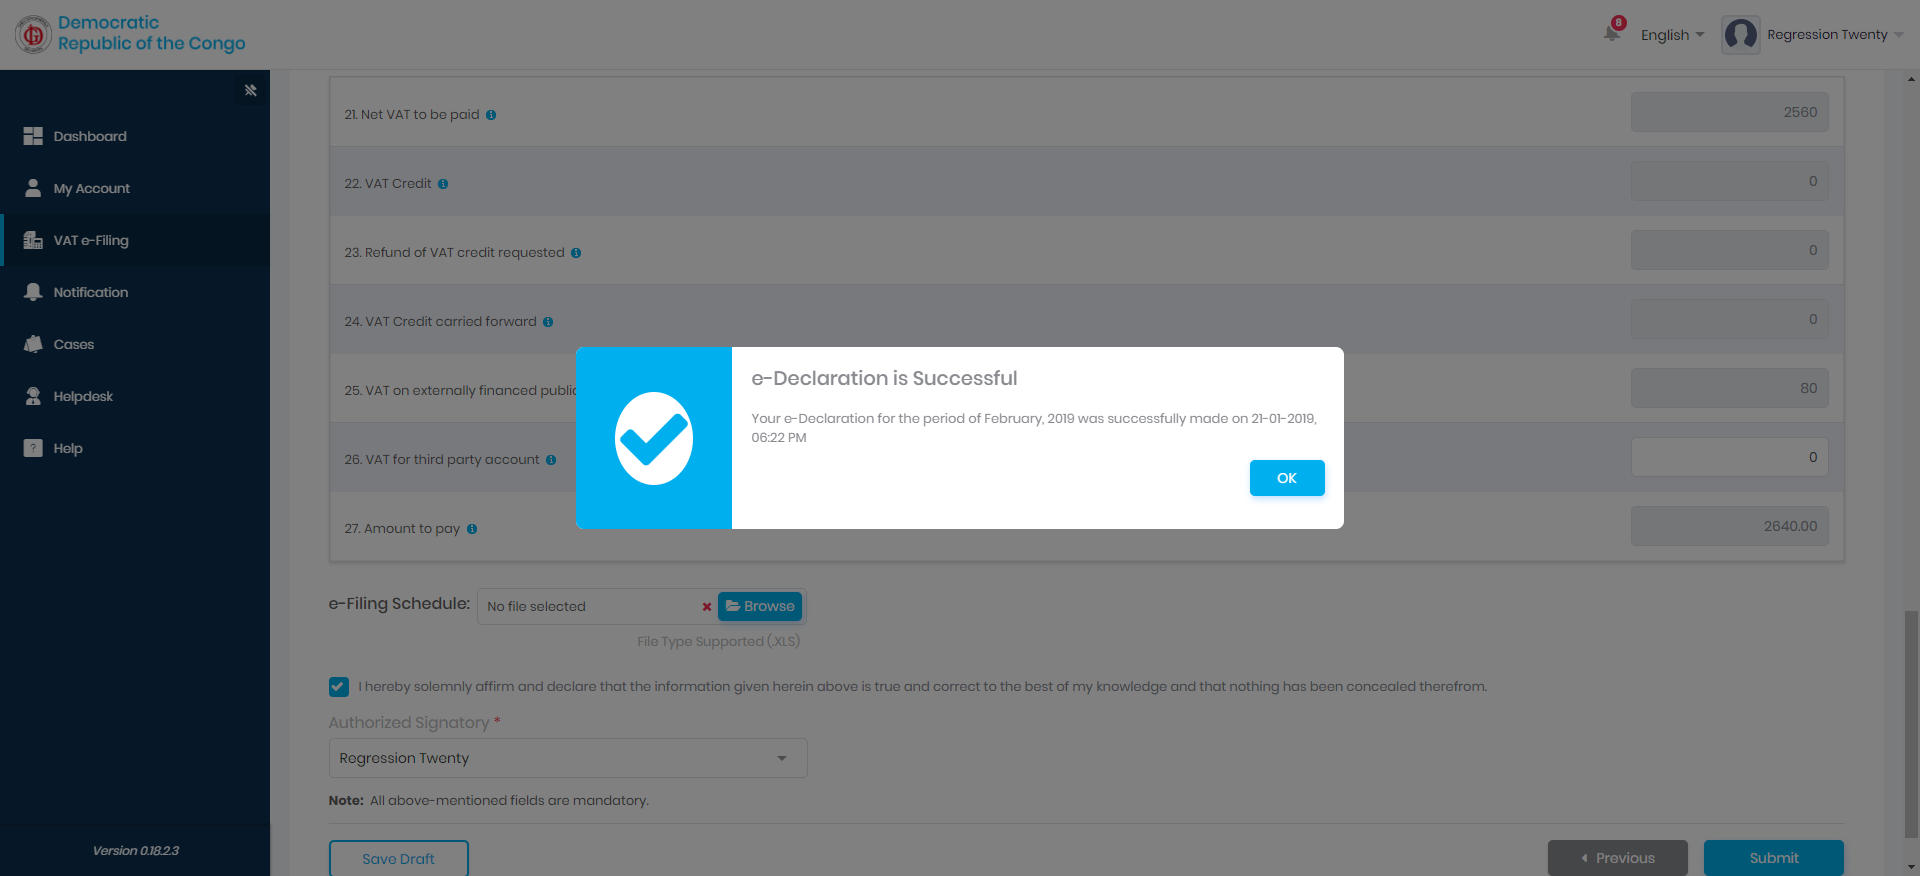 Democratic
Republic of the Congo
8
English
Regression Twenty
Dashboard
My Account
VAT e-Filing
Notification
Cases
Helpdesk
Help
Version 0.18.2.3
21. Net VAT to be paid
2560
22. VAT Credit
0
23. Refund of VAT credit requested
0
24. VAT Credit carried forward
0
25. VAT on externally financed public
80
26. VAT for third party account
0
27. Amount to pay
2640.00
e-Declaration is Successful
Your e-Declaration for the period of February, 2019 was successfully made on 21-01-2019,
06:22 PM
OK
e-Filing Schedule:
No file selected
Browse
File Type Supported (.XLS)
I hereby solemnly affirm and declare that the information given herein above is true and correct to the best of my knowledge and that nothing has been concealed therefrom.
Authorized Signatory *
Regression Twenty
Note: All above-mentioned fields are mandatory.
Save Draft
Previous
Submit